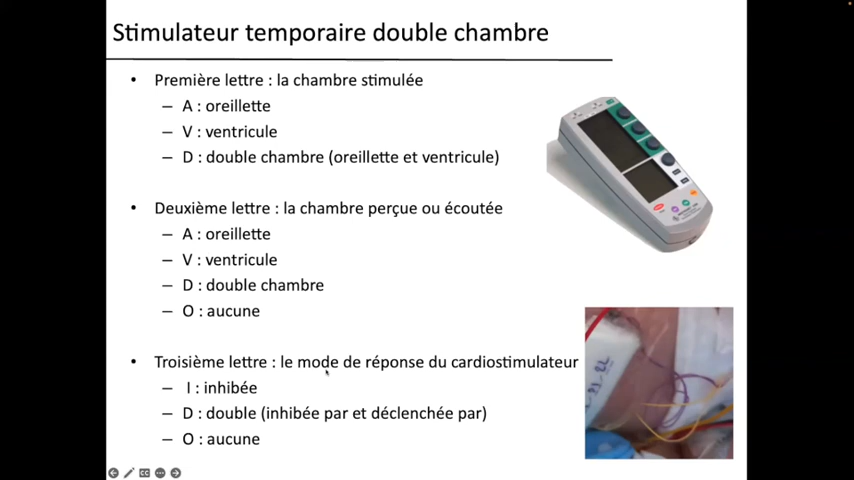 Stimulateur temporaire double chambre
• Première lettre : la chambre stimulée
– A : oreillette
– V : ventricule
– D : double chambre (oreillette et ventricule)
• Deuxième lettre : la chambre perçue ou écoutée
– A : oreillette
– V : ventricule
– D : double chambre
– O : aucune
• Troisième lettre : le mode de réponse du cardiostimulateur
– I : inhibée
– D : double (inhibée par et déclenchée par)
– O : aucune